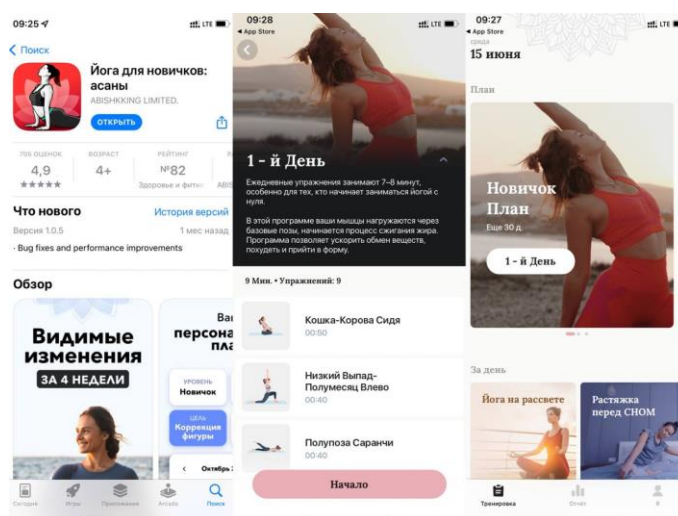 09:25
LTE
Поиск
Йога для новичков:
асаны
ABISHKKING LIMITED.
ОТКРЫТЬ
705 ОЦЕНОК
ВОЗРАСТ
РЕЙТИНГ
4,9
4+
№82
Здоровье и фитнес
ABIS
Что нового
История версий
Версия 1.0.5
1 мес назад
· Bug fixes and performance improvements
Обзор
Видимые
изменения
ЗА 4 НЕДЕЛИ
Ваш
персона
пла
УРОВЕНЬ
Новичок
ЦЕЛЬ
Коррекция
фигуры
Октябрь
Сегодня
Игры
Приложения
Arcade
Поиск
09:28
LTE
App Store
1 - й День
Ежедневные упражнения занимают 7–8 минут,
особенно для тех, кто начинает заниматься йогой с
нуля.
В этой программе ваши мышцы нагружаются через
базовые позы, начинается процесс сжигания жира.
Программа позволяет ускорить обмен веществ,
похудеть и прийти в форму.
9 Мин. • Упражнений: 9
Кошка-Корова Сидя
00:50
Низкий Выпад-
Полумесяц Влево
00:40
Полупоза Саранчи
00:40
Начало
09:27
LTE
App Store
среда
15 июня
План
Новичок
План
Еще 30 д.
1 - й День
За день
Йога на рассвете
Растяжка
перед СНОМ
Тренировка
Отчёт
Я